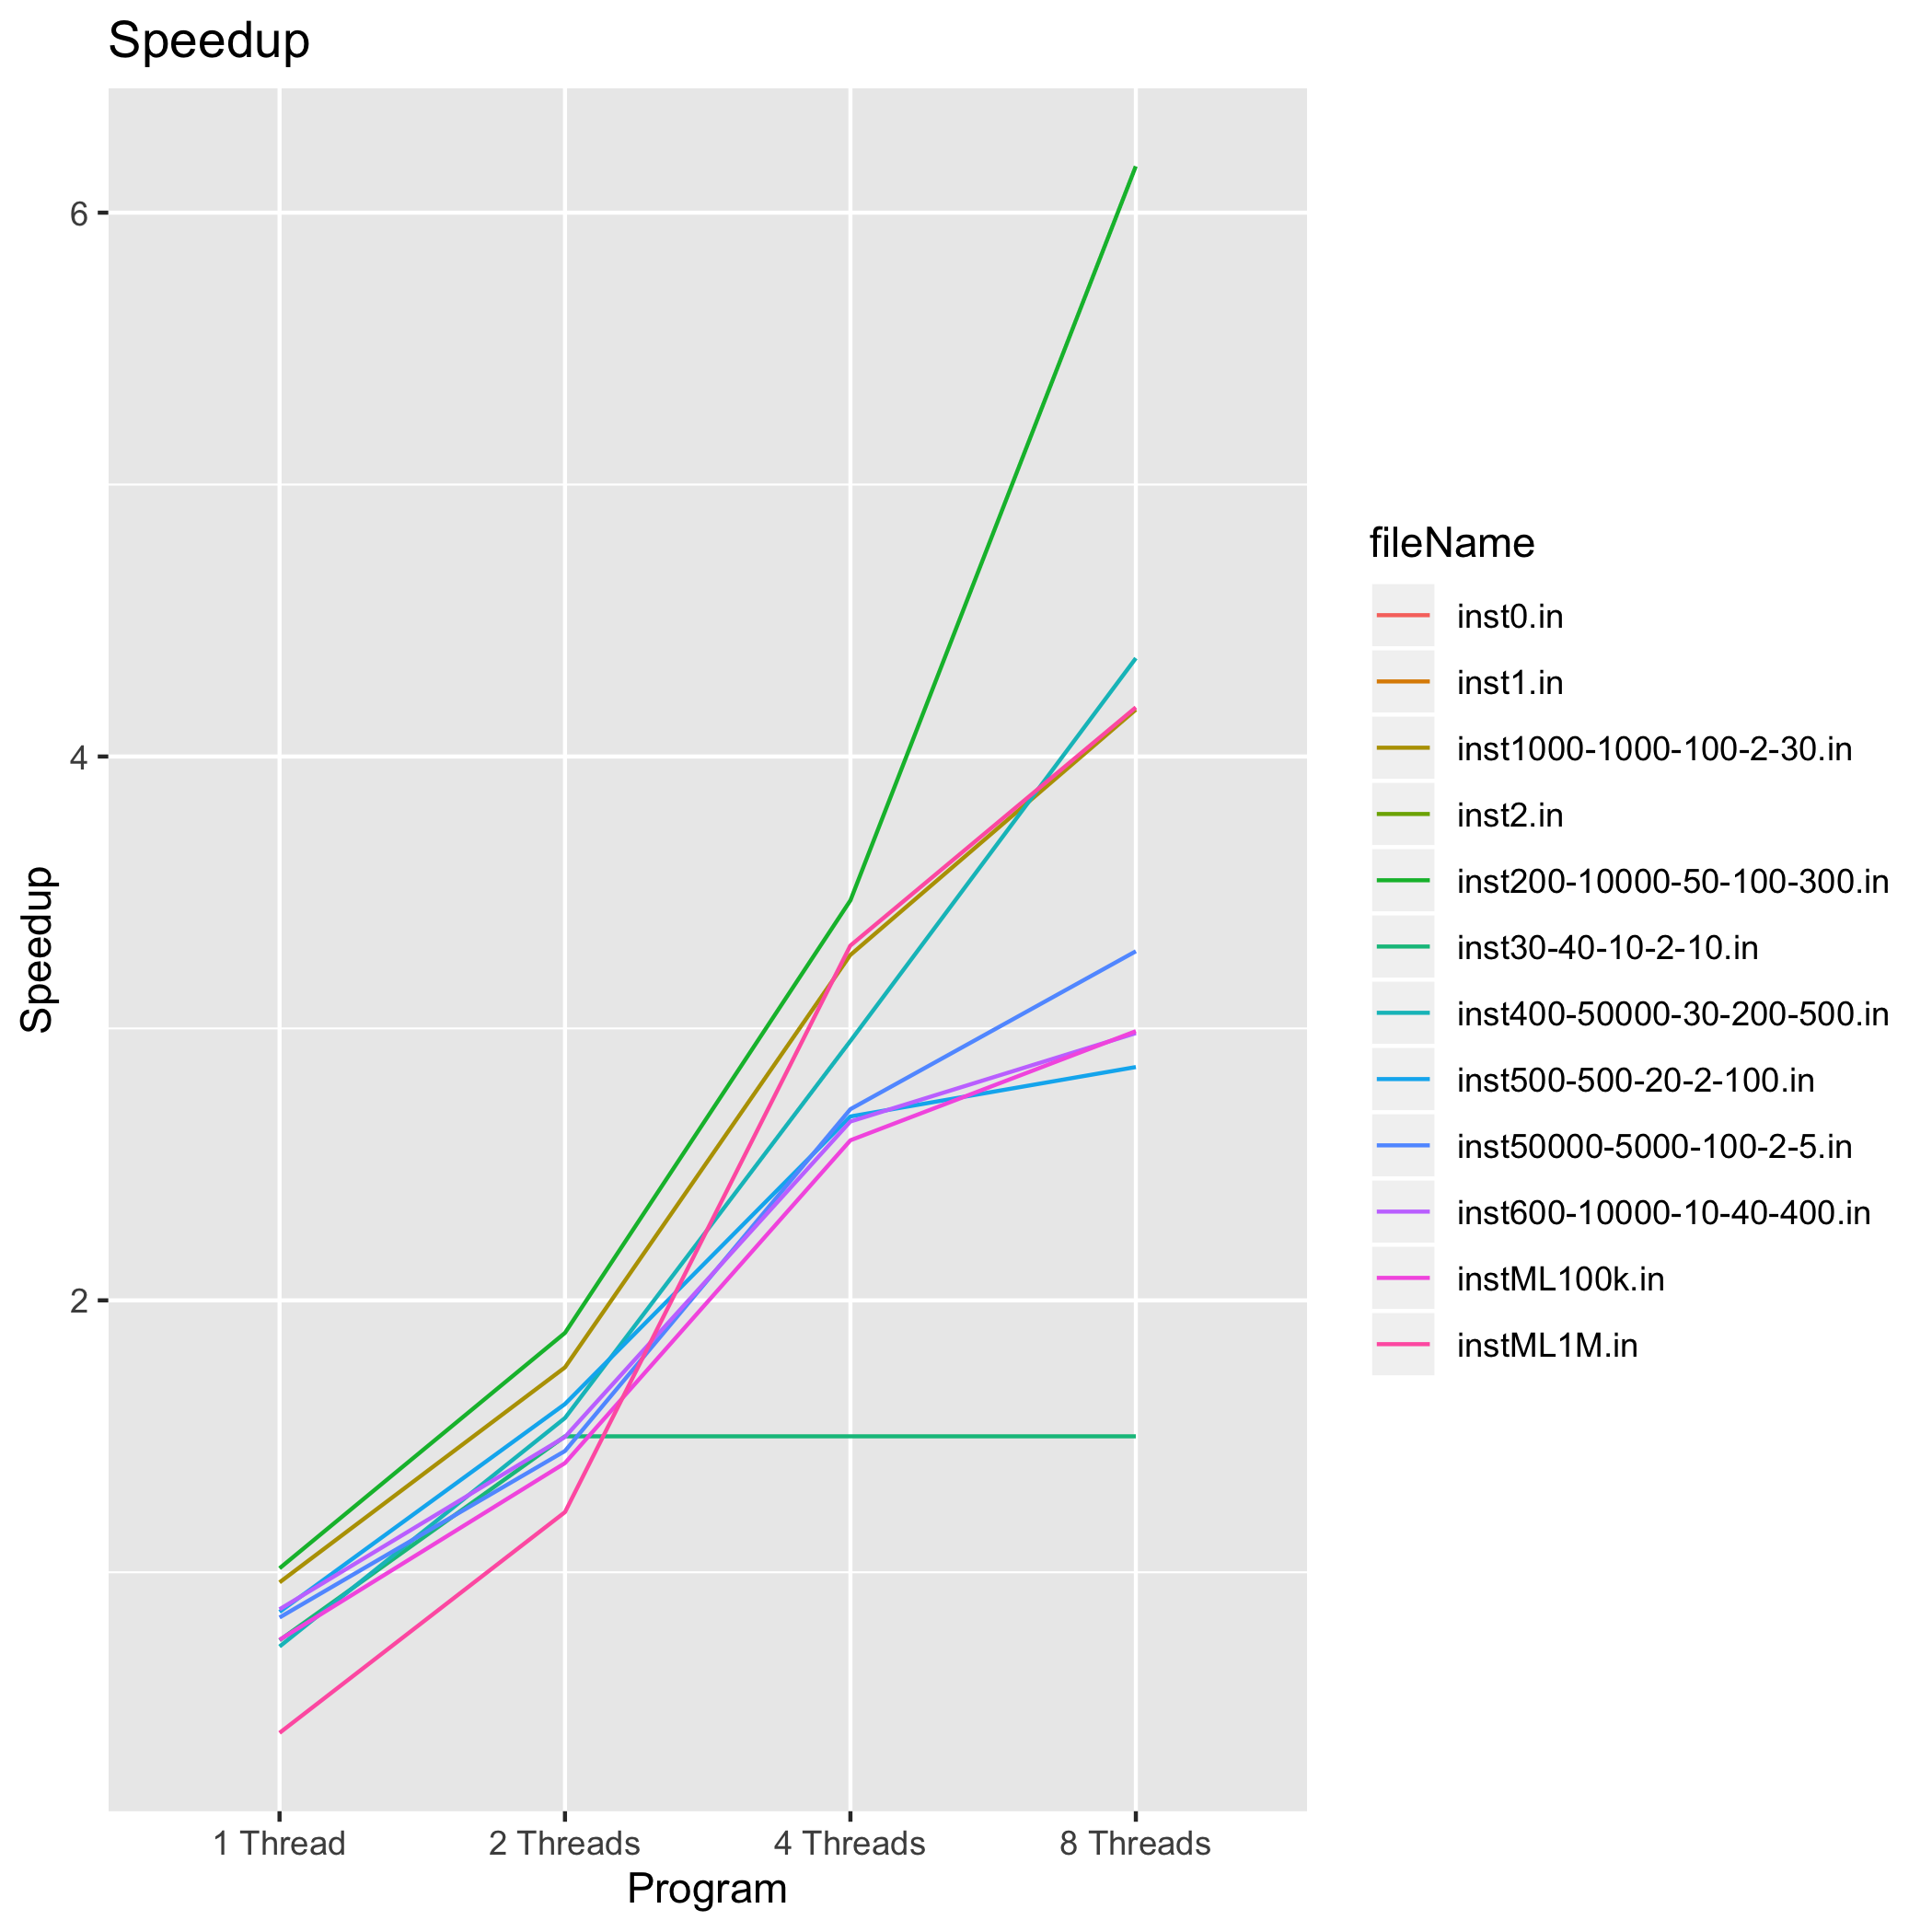 Speedup
6
4
2
Speedup
1 Thread
2 Threads
4 Threads
8 Threads
Program
fileName
inst0.in
inst1.in
inst1000-1000-100-2-30.in
inst2.in
inst200-10000-50-100-300.in
inst30-40-10-2-10.in
inst400-50000-30-200-500.in
inst500-500-20-2-100.in
inst50000-5000-100-2-5.in
inst600-10000-10-40-400.in
instML100k.in
instML1M.in